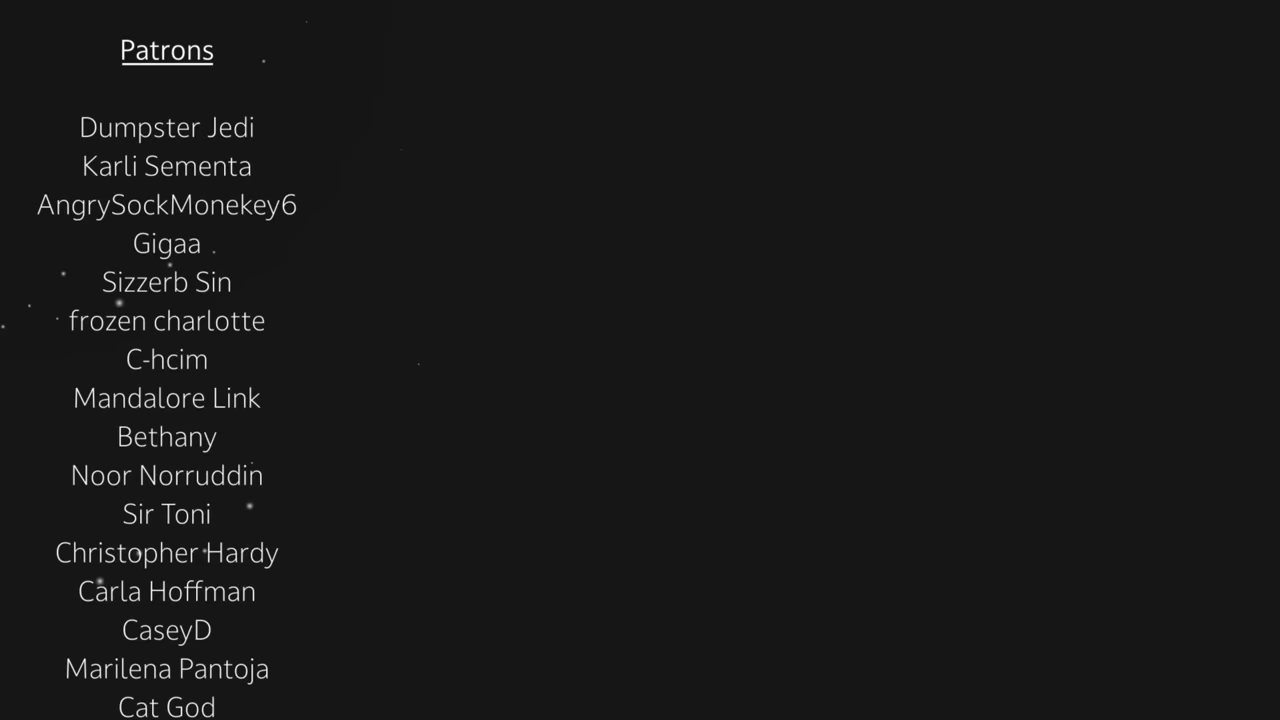 Patrons
Dumpster Jedi
Karli Sementa
AngrySockMonekey6
Gigaa
Sizzerb Sin
frozen charlotte
C-hcim
Mandalore Link
Bethany
Noor Norruddin
Sir Toni
Christopher Hardy
Carla Hoffman
CaseyD
Marilena Pantoja
Cat God